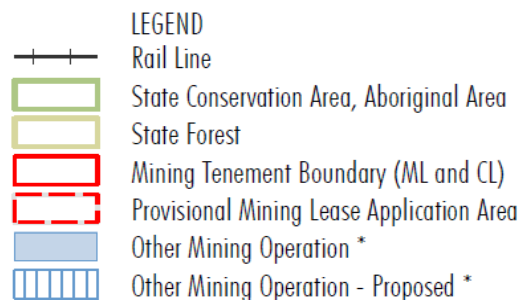 LEGEND
Rail Line
State Conservation Area, Aboriginal Area
State Forest
Mining Tenement Boundary (ML and CL)
Provisional Mining Lease Application Area
Other Mining Operation *
Other Mining Operation - Proposed *